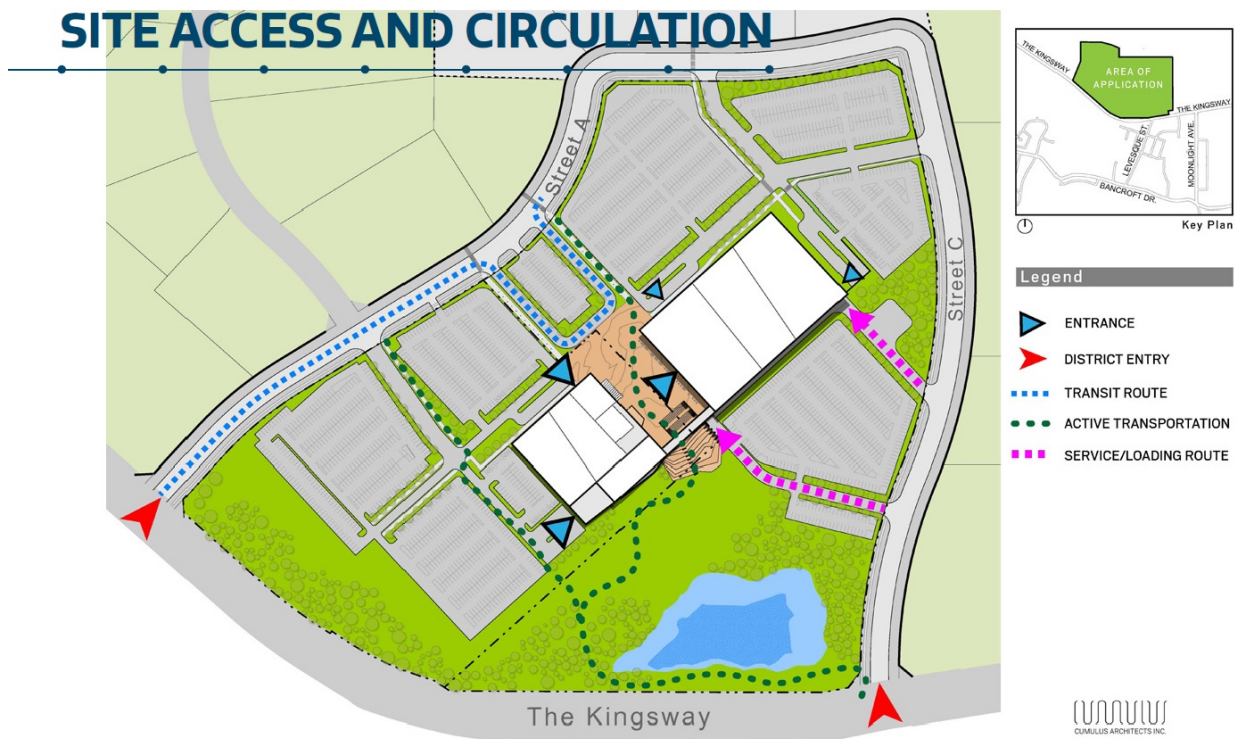 SITE ACCESS AND CIRCULATION
Street A
Street C
The Kingsway
THE KINGSWAY
AREA OF
APPLICATION
THE KINGSWAY
LEVESQUE ST.
MOONLIGHT AVE.
BANCROFT DR.
Key Plan
Legend
ENTRANCE
DISTRICT ENTRY
TRANSIT ROUTE
ACTIVE TRANSPORTATION
SERVICE/LOADING ROUTE
CUMULUS ARCHITECTS INC.